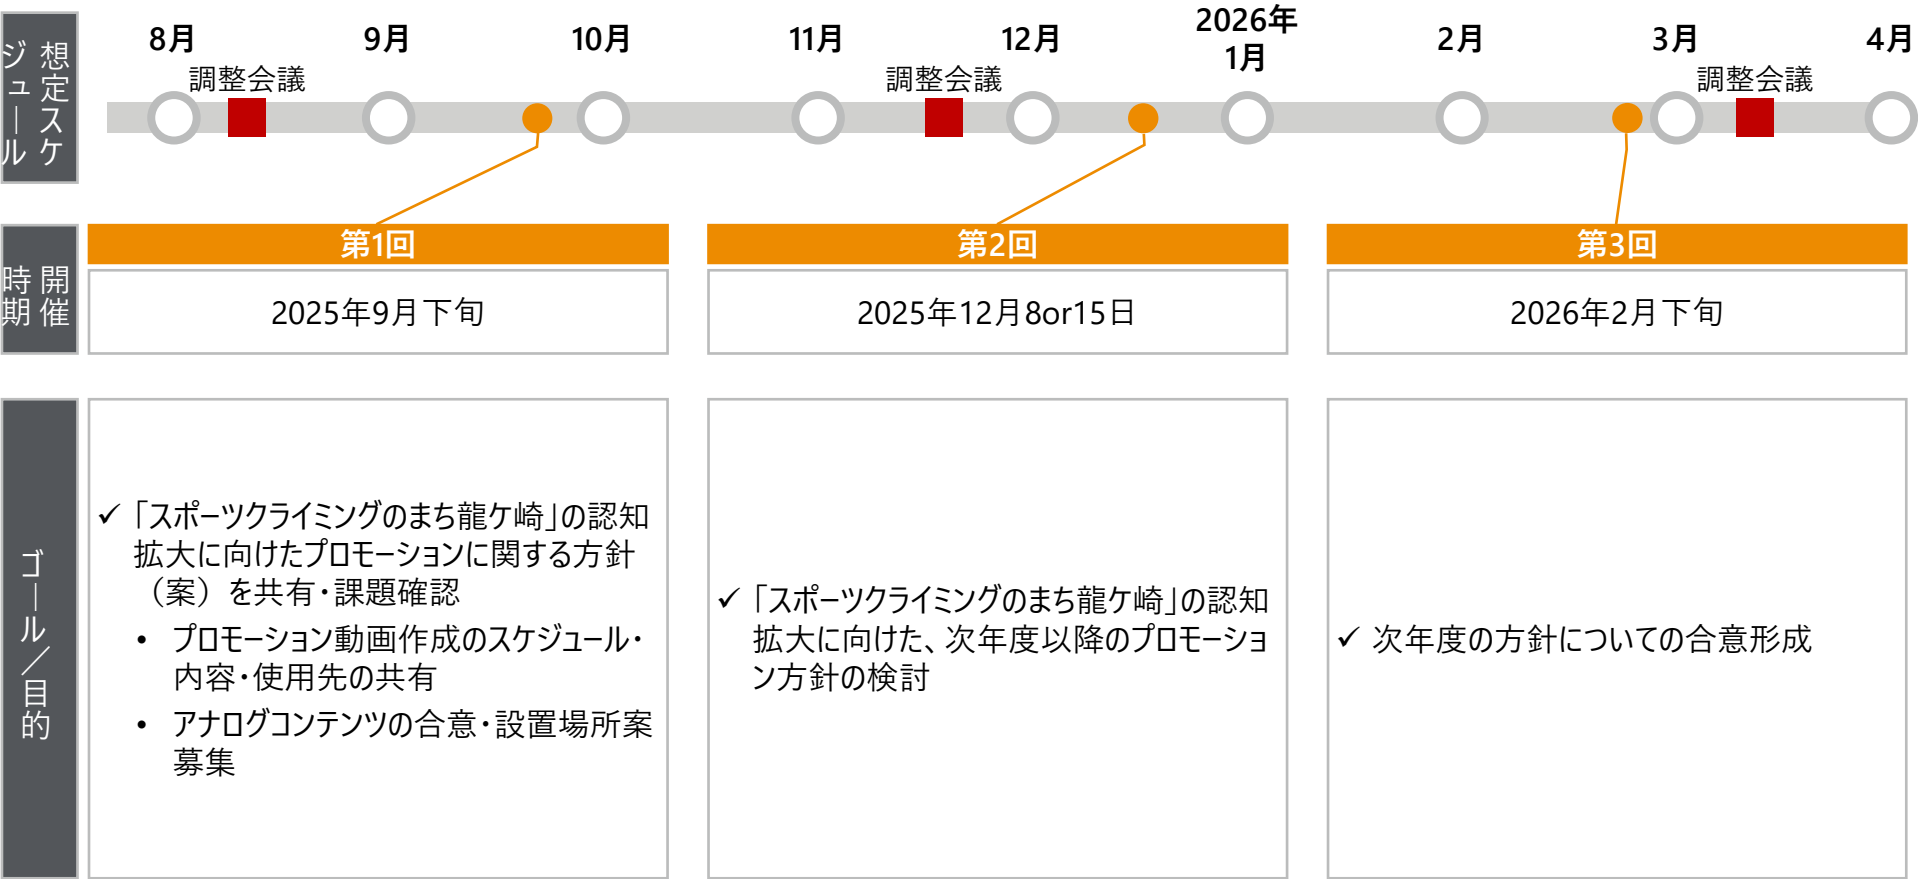 想定スケ
ジュール
8月
9月
10月
11月
12月
2026年
1月
2月
3月
4月
調整会議
調整会議
調整会議
開催
時期
第1回
第2回
第3回
2025年9月下旬
2025年12月8or15日
2026年2月下旬
ゴール／目的
✓「スポーツクライミングのまち龍ケ崎」の認知
拡大に向けたプロモーションに関する方針
（案）を共有・課題確認
• プロモーション動画作成のスケジュール・
内容・使用先の共有
• アナログコンテンツの合意・設置場所案
募集
✓「スポーツクライミングのまち龍ケ崎」の認知
拡大に向けた、次年度以降のプロモーショ
ン方針の検討
✓ 次年度の方針についての合意形成